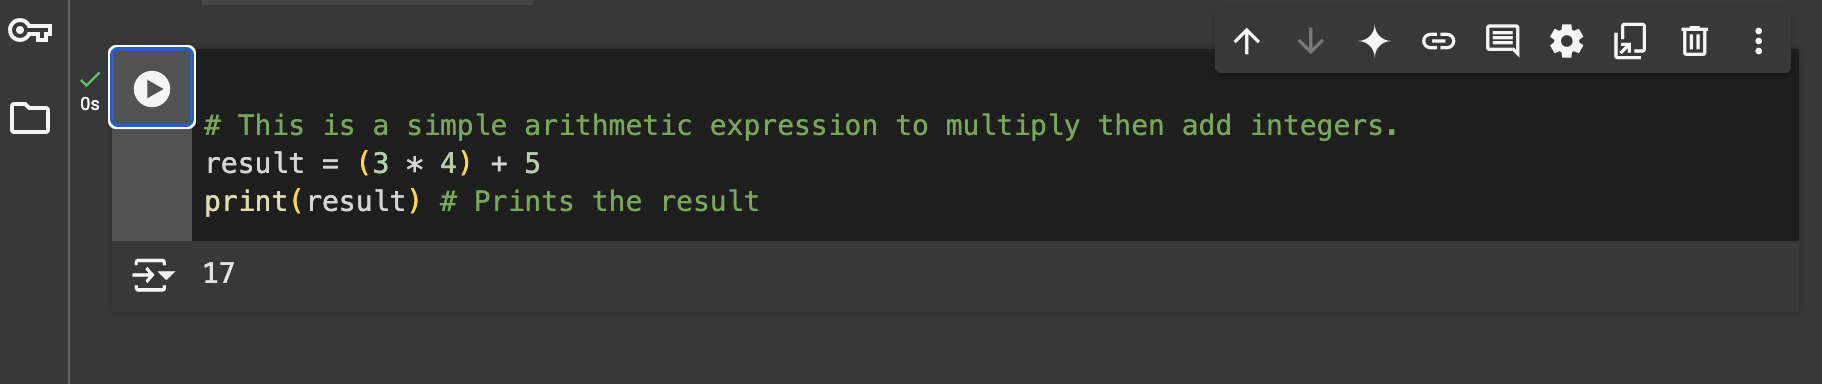 0s
# This is a simple arithmetic expression to multiply then add integers.
result = (3 * 4) + 5
print(result) # Prints the result
17